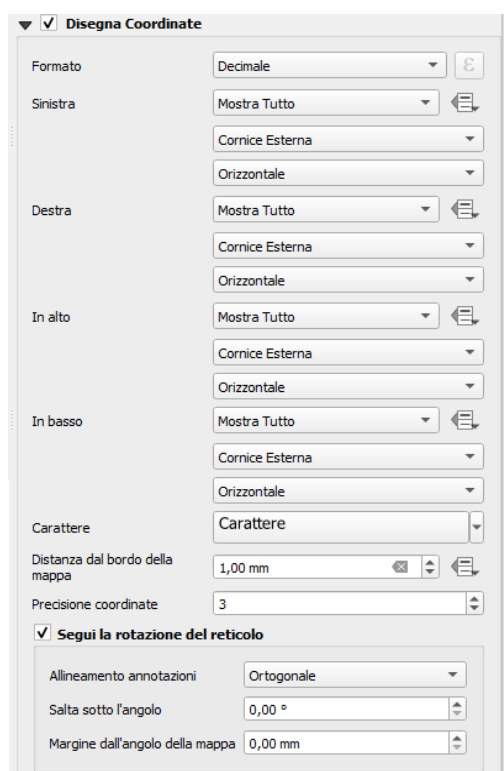 Disegna Coordinate
Formato Decimale ε
Sinistra Mostra Tutto
Cornice Esterna
Orizzontale
Destra Mostra Tutto
Cornice Esterna
Orizzontale
In alto Mostra Tutto
Cornice Esterna
Orizzontale
In basso Mostra Tutto
Cornice Esterna
Orizzontale
Carattere Carattere
Distanza dal bordo della
mappa 1,00 mm
Precisione coordinate 3
Segui la rotazione del reticolo
Allineamento annotazioni Ortogonale
Salta sotto l'angolo 0,00 °
Margine dall'angolo della mappa 0,00 mm